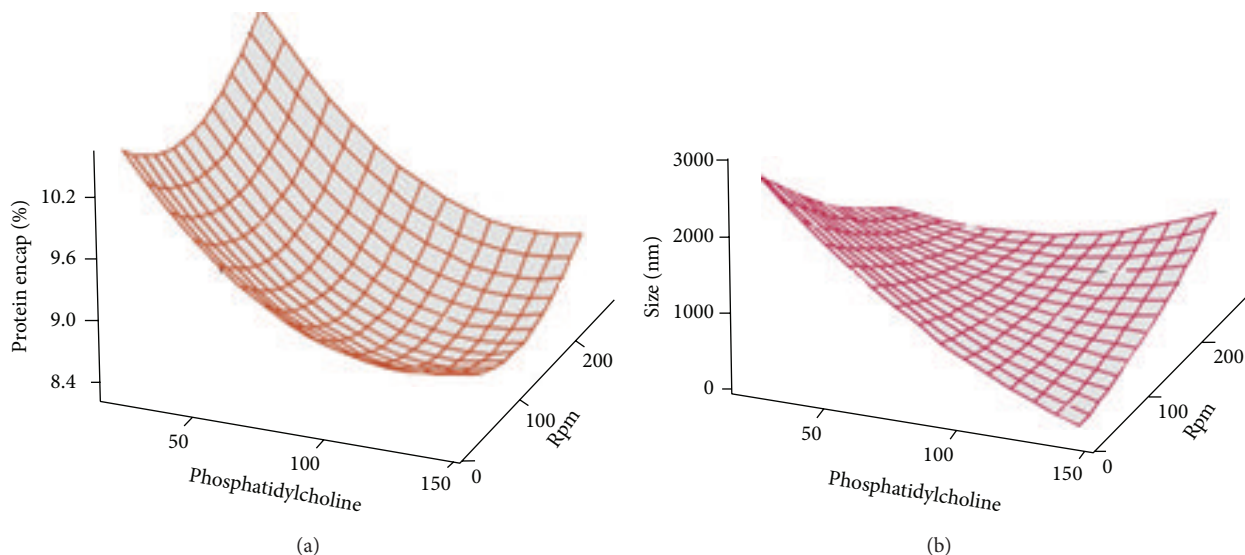 Protein encap (%)
10.2
9.6
9.0
8.4
50
100
150
Phosphatidylcholine
0
100
200
Rpm
(a)
Size (nm)
3000
2000
1000
0
50
100
150
Phosphatidylcholine
0
100
200
Rpm
(b)